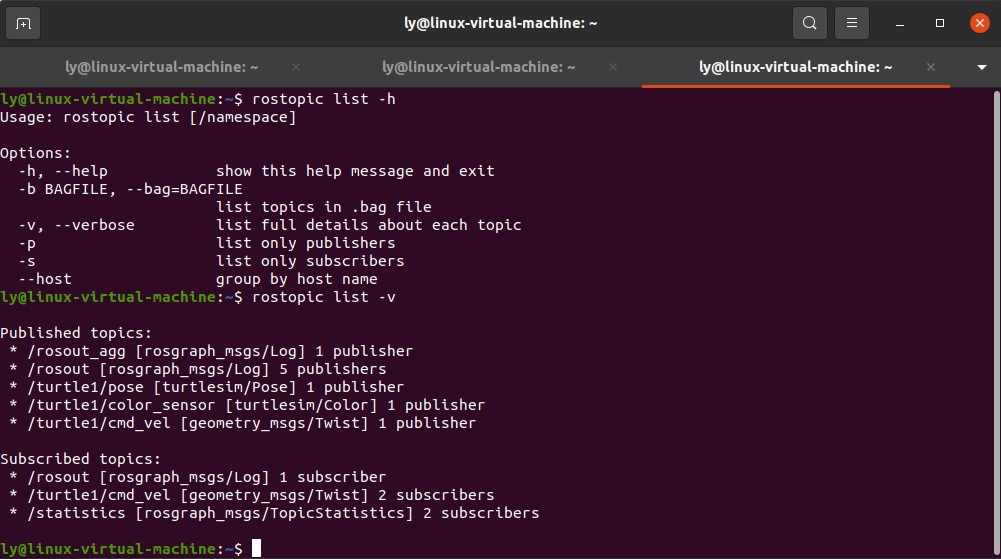 ly@linux-virtual-machine: ~
ly@linux-virtual-machine: ~
ly@linux-virtual-machine: ~
ly@linux-virtual-machine: ~
ly@linux-virtual-machine:~$ rostopic list -h
Usage: rostopic list [/namespace]

Options:
  -h, --help            show this help message and exit
  -b BAGFILE, --bag=BAGFILE
                        list topics in .bag file
  -v, --verbose         list full details about each topic
  -p                    list only publishers
  -s                    list only subscribers
  --host                group by host name
ly@linux-virtual-machine:~$ rostopic list -v

Published topics:
 * /rosout_agg [rosgraph_msgs/Log] 1 publisher
 * /rosout [rosgraph_msgs/Log] 5 publishers
 * /turtle1/pose [turtlesim/Pose] 1 publisher
 * /turtle1/color_sensor [turtlesim/Color] 1 publisher
 * /turtle1/cmd_vel [geometry_msgs/Twist] 1 publisher

Subscribed topics:
 * /rosout [rosgraph_msgs/Log] 1 subscriber
 * /turtle1/cmd_vel [geometry_msgs/Twist] 2 subscribers
 * /statistics [rosgraph_msgs/TopicStatistics] 2 subscribers

ly@linux-virtual-machine:~$